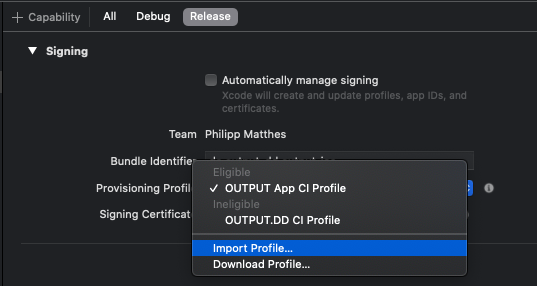 + Capability All Debug Release
Signing
Automatically manage signing
Xcode will create and update profiles, app IDs, and
certificates.
Team Philipp Matthes
Bundle Identifier
Eligible
Provisioning Profile ✓ OUTPUT App CI Profile
Ineligible
Signing Certificate OUTPUT.DD CI Profile
Import Profile...
Download Profile...